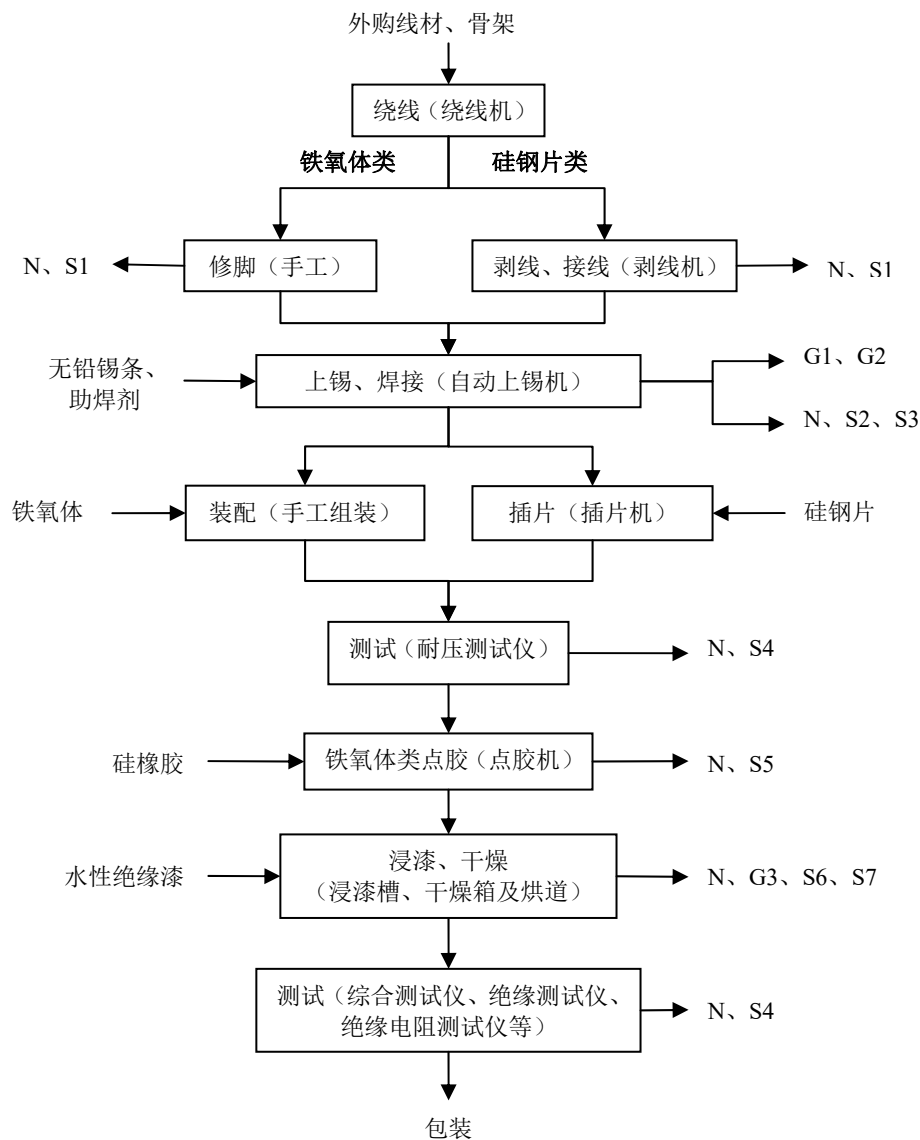 外购线材、骨架
绕线（绕线机）
铁氧体类
硅钢片类
N、S1
修脚（手工）
剥线、接线（剥线机）
N、S1
无铅锡条、
助焊剂
上锡、焊接（自动上锡机）
G1、G2
N、S2、S3
铁氧体
装配（手工组装）
插片（插片机）
硅钢片
测试（耐压测试仪）
N、S4
硅橡胶
铁氧体类点胶（点胶机）
N、S5
水性绝缘漆
浸漆、干燥
（浸漆槽、干燥箱及烘道）
N、G3、S6、S7
测试（综合测试仪、绝缘测试仪、
绝缘电阻测试仪等）
N、S4
包装